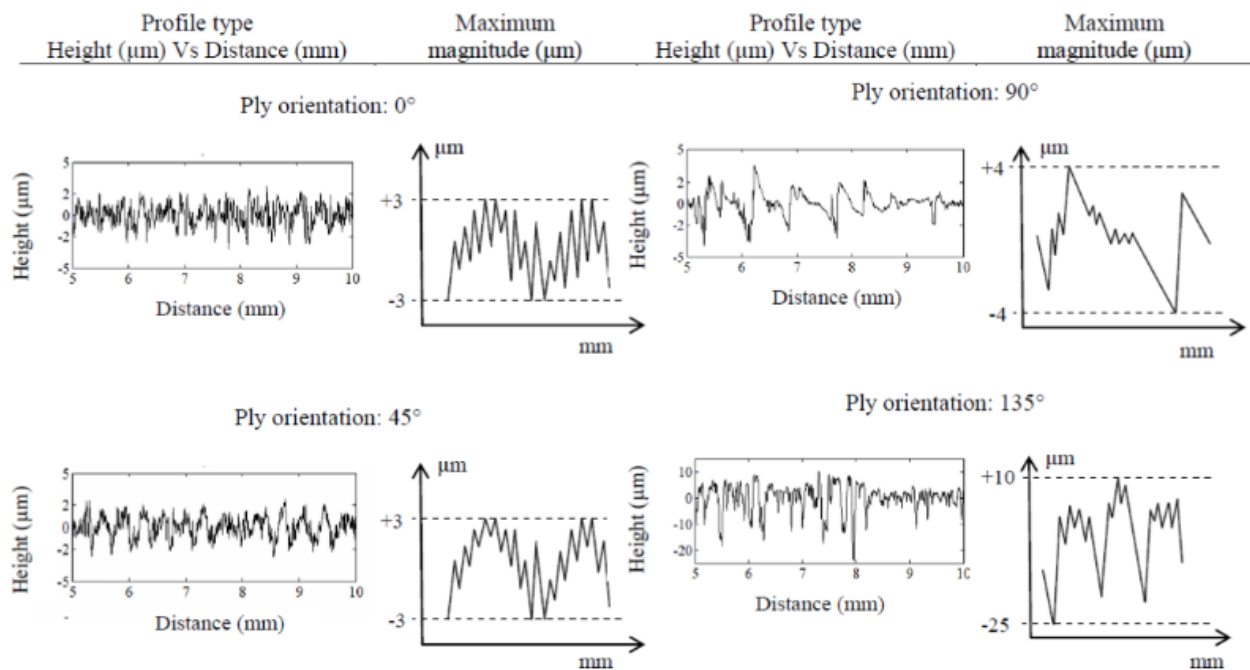 Profile type
Height (μm) Vs Distance (mm)
Maximum
magnitude (μm)
Profile type
Height (μm) Vs Distance (mm)
Maximum
magnitude (μm)
Ply orientation: 0°
Height (μm)
5
2
0
-2
-5
5 6 7 8 9 10
Distance (mm)
μm
+3
-3
mm
Ply orientation: 90°
Height (μm)
5
2
0
-2
-5
5 6 7 8 9 10
Distance (mm)
μm
+4
-4
mm
Ply orientation: 45°
Height (μm)
5
2
0
-2
-5
5 6 7 8 9 10
Distance (mm)
μm
+3
-3
mm
Ply orientation: 135°
Height (μm)
10
0
-10
-20
5 6 7 8 9 10
Distance (mm)
μm
+10
-25
mm